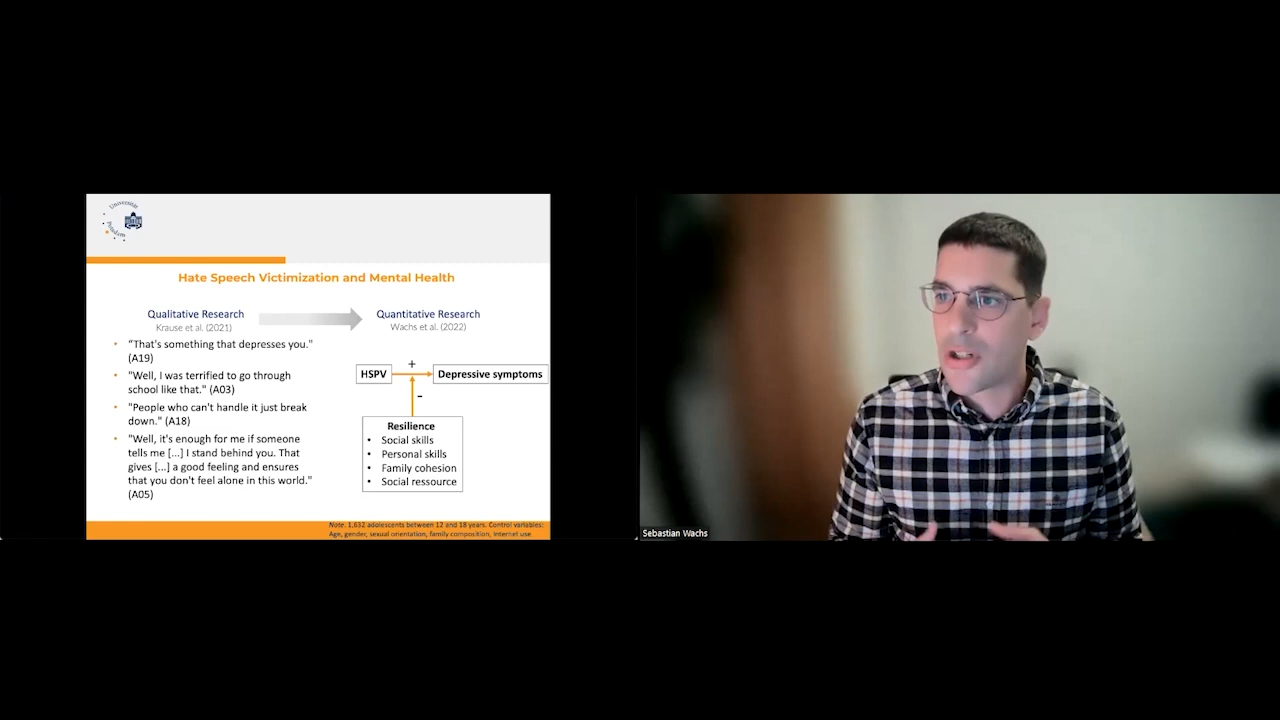 Universität
Potsdam
Hate Speech Victimization and Mental Health
Qualitative Research
Krause et al. (2021)
• “That's something that depresses you."
(A19)
• "Well, I was terrified to go through
school like that." (A03)
• "People who can't handle it just break
down." (A18)
• "Well, it's enough for me if someone
tells me [...] I stand behind you. That
gives [...] a good feeling and ensures
that you don't feel alone in this world."
(A05)
Quantitative Research
Wachs et al. (2022)
+
HSPV
Depressive symptoms
-
Resilience
• Social skills
• Personal skills
• Family cohesion
• Social ressource
Note. 1,632 adolescents between 12 and 18 years. Control variables:
Age, gender, sexual orientation, family composition, Internet use.
Sebastian Wachs